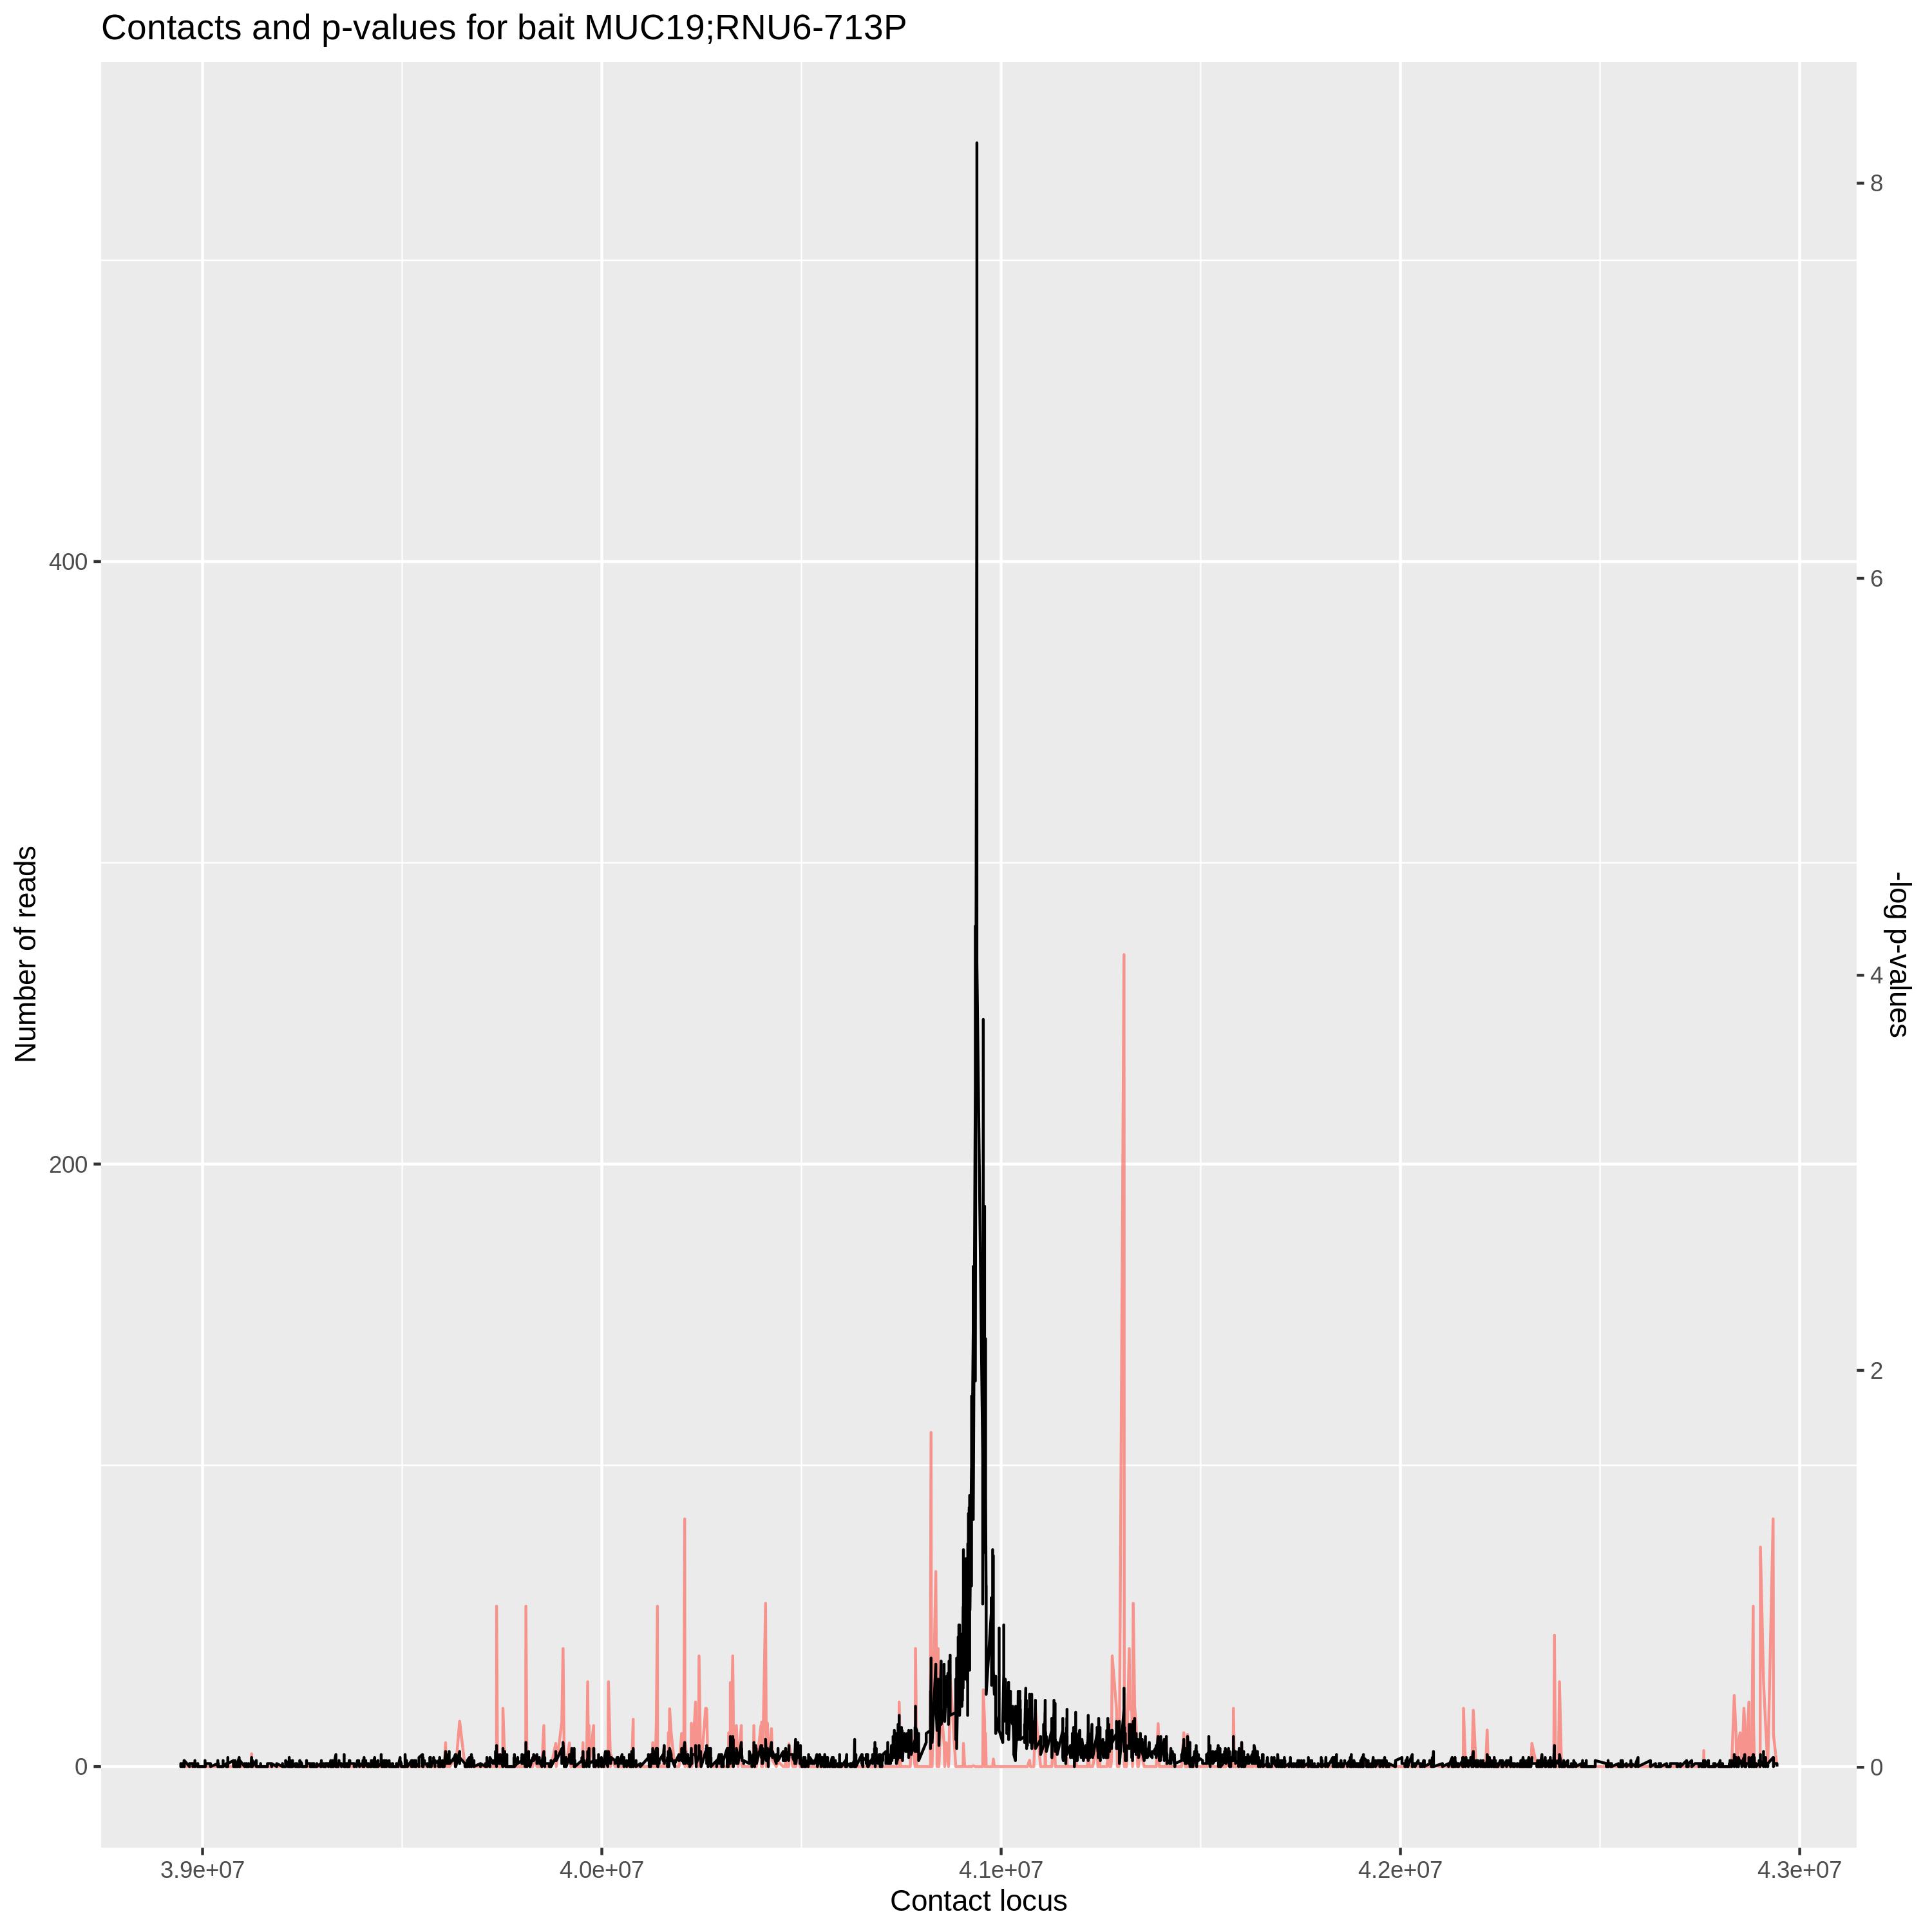 Contacts and p-values for bait MUC19;RNU6-713P
8
6
400
Number of reads
-log p-values
4
200
2
0
0
3.9e+07
4.0e+07
4.1e+07
4.2e+07
4.3e+07
Contact locus